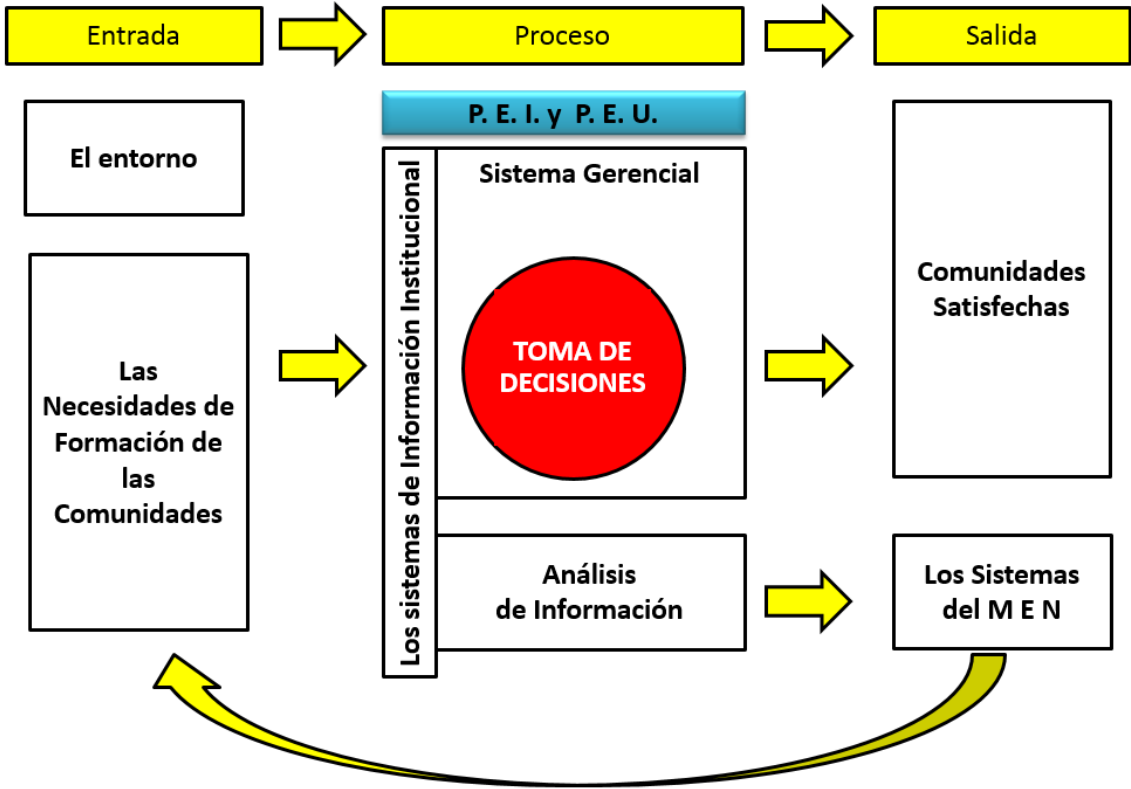 Entrada
Proceso
Salida
El entorno
Las
Necesidades de
Formación de
las
Comunidades
P. E. I. y P. E. U.
Los sistemas de Información Institucional
Sistema Gerencial
TOMA DE
DECISIONES
Análisis
de Información
Comunidades
Satisfechas
Los Sistemas
del M E N